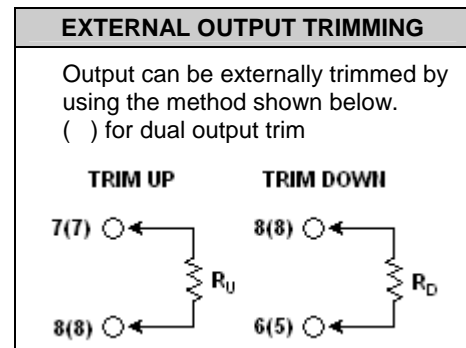 EXTERNAL OUTPUT TRIMMING
Output can be externally trimmed by
using the method shown below.
( ) for dual output trim
TRIM UP TRIM DOWN
7(7) 8(8)
RU RD
8(8) 6(5)